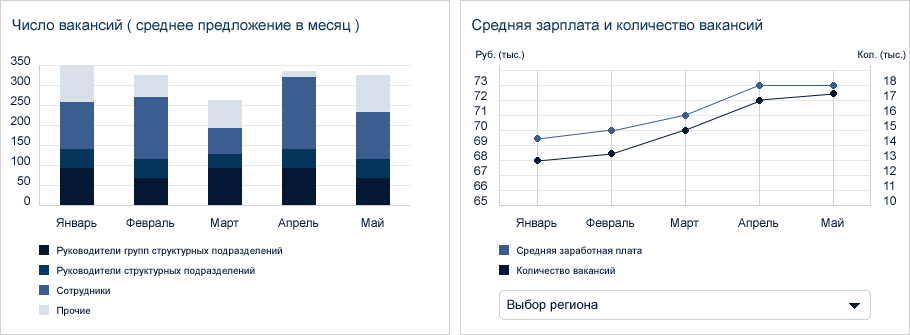 Число вакансий ( среднее предложение в месяц )
350
300
250
200
150
100
50
0
Январь Февраль Март Апрель Май
Руководители групп структурных подразделений
Руководители структурных подразделений
Сотрудники
Прочие
Средняя зарплата и количество вакансий
Руб. (тыс.) Кол. (тыс.)
73 18
72 17
71 16
70 15
69 14
68 13
67 12
66 11
65 10
Январь Февраль Март Апрель Май
Средняя заработная плата
Количество вакансий
Выбор региона